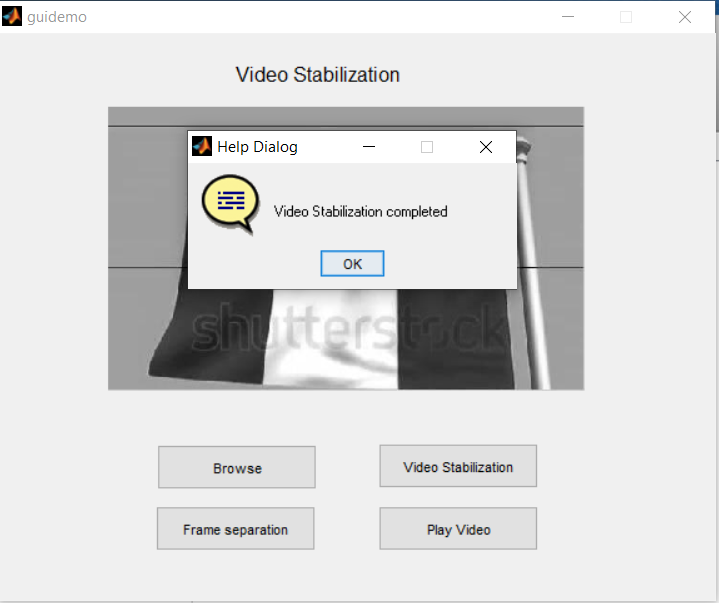 guidemo
Video Stabilization
Help Dialog
Video Stabilization completed
OK
shutterstock
Browse
Video Stabilization
Frame separation
Play Video